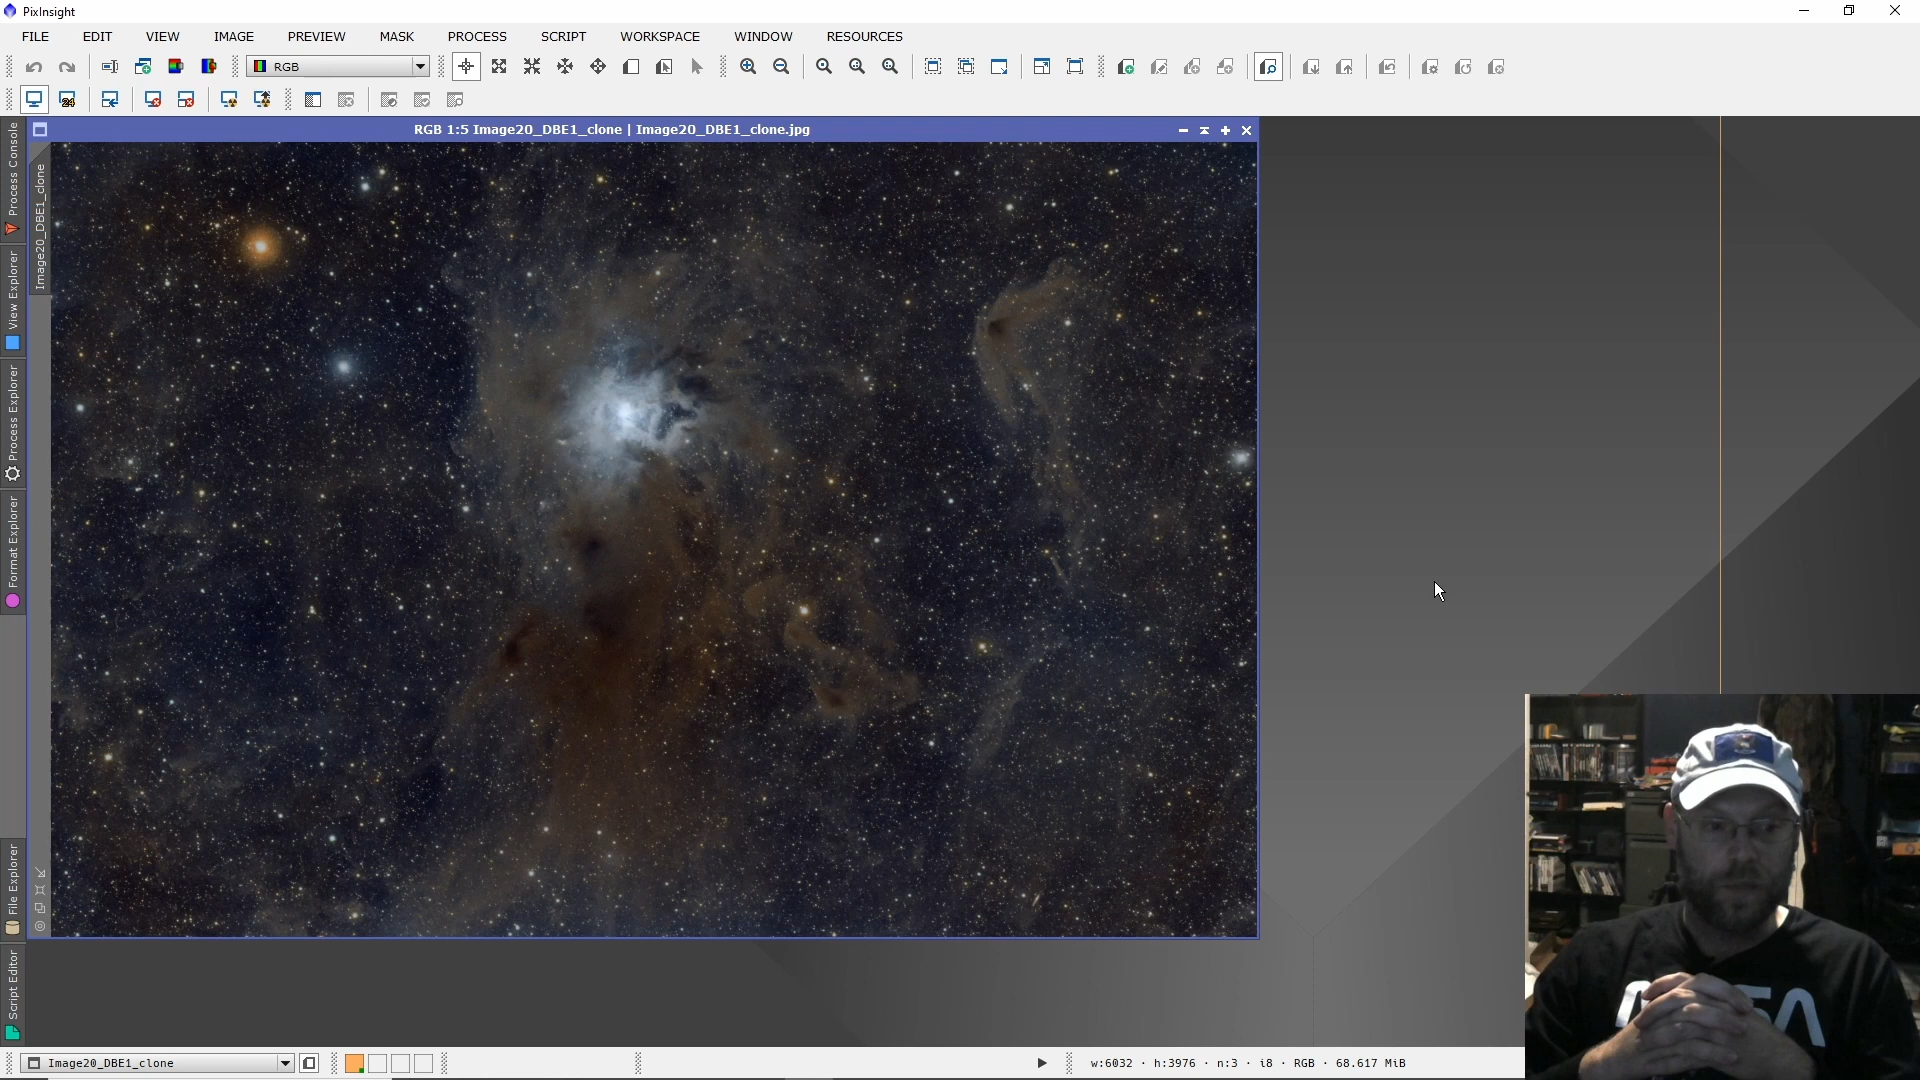 PixInsight
FILE EDIT VIEW IMAGE PREVIEW MASK PROCESS SCRIPT WORKSPACE WINDOW RESOURCES
RGB
24
RGB 1:5 Image20_DBE1_clone | Image20_DBE1_clone.jpg
Image20_DBE1_clone
Process Console
View Explorer
Process Explorer
Format Explorer
File Explorer
Script Editor
Image20_DBE1_clone
w:6032 · h:3976 · n:3 · i8 · RGB · 68.617 MiB